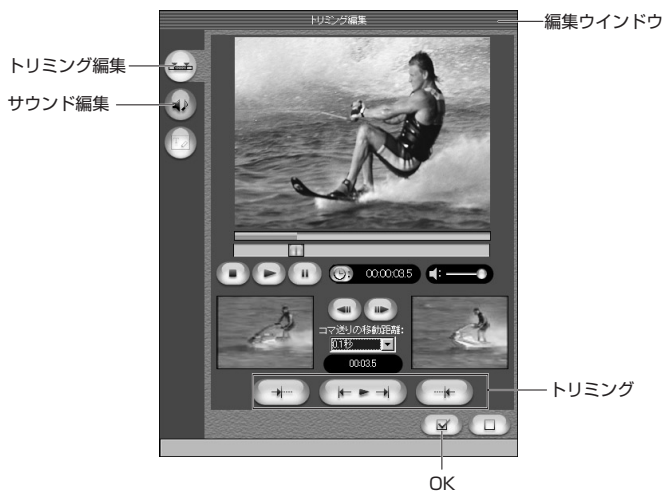 トリミング編集
編集ウインドウ
トリミング編集
サウンド編集
00:00:03.5
コマ送りの移動距離:
0.1秒
00:03.5
トリミング
OK